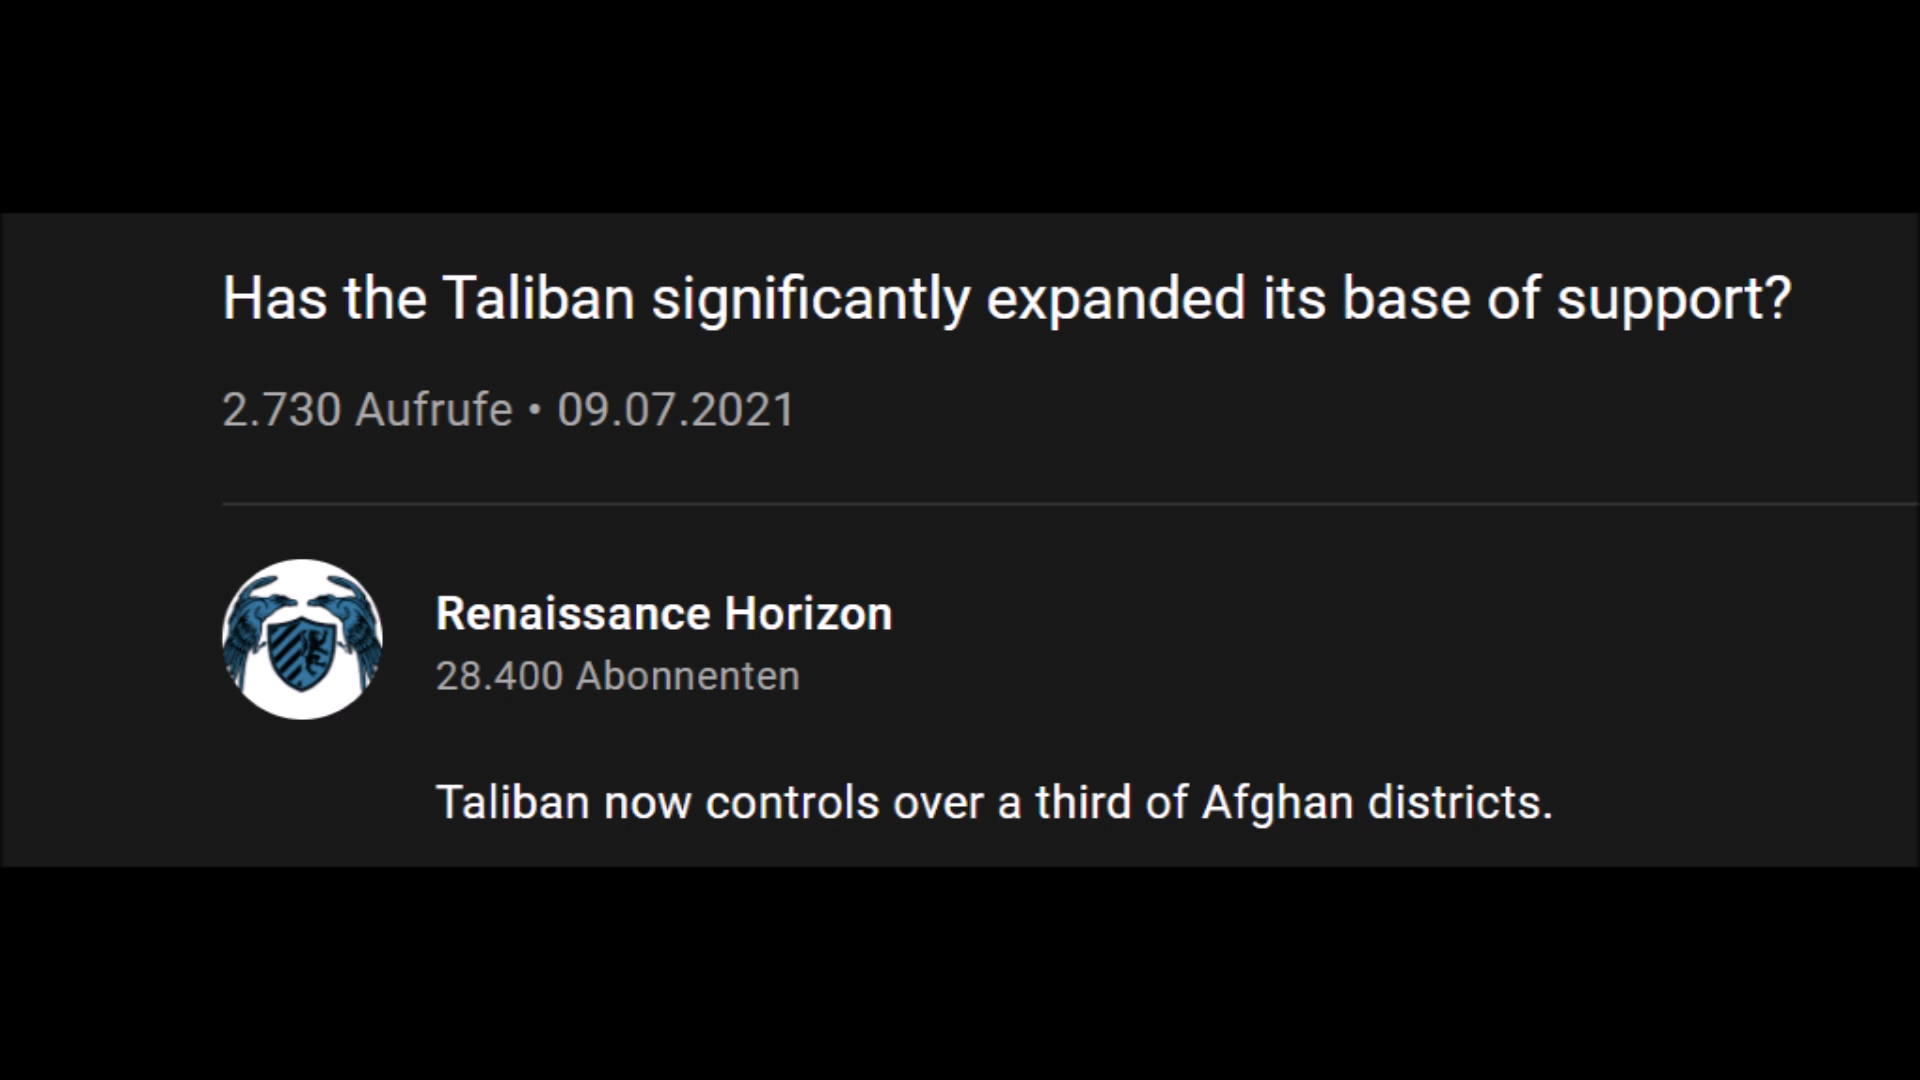 Has the Taliban significantly expanded its base of support?
2.730 Aufrufe • 09.07.2021
Renaissance Horizon
28.400 Abonnenten
Taliban now controls over a third of Afghan districts.